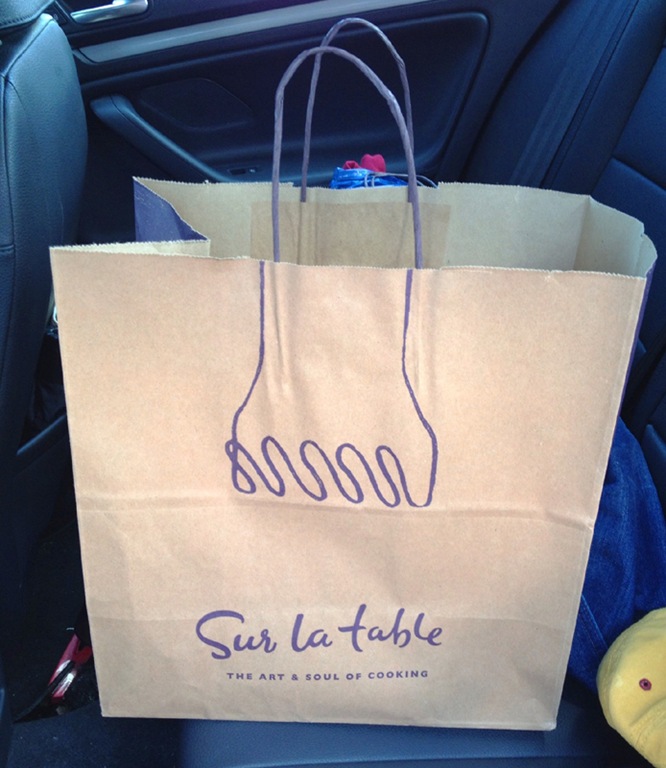 Sur la table
THE ART & SOUL OF COOKING